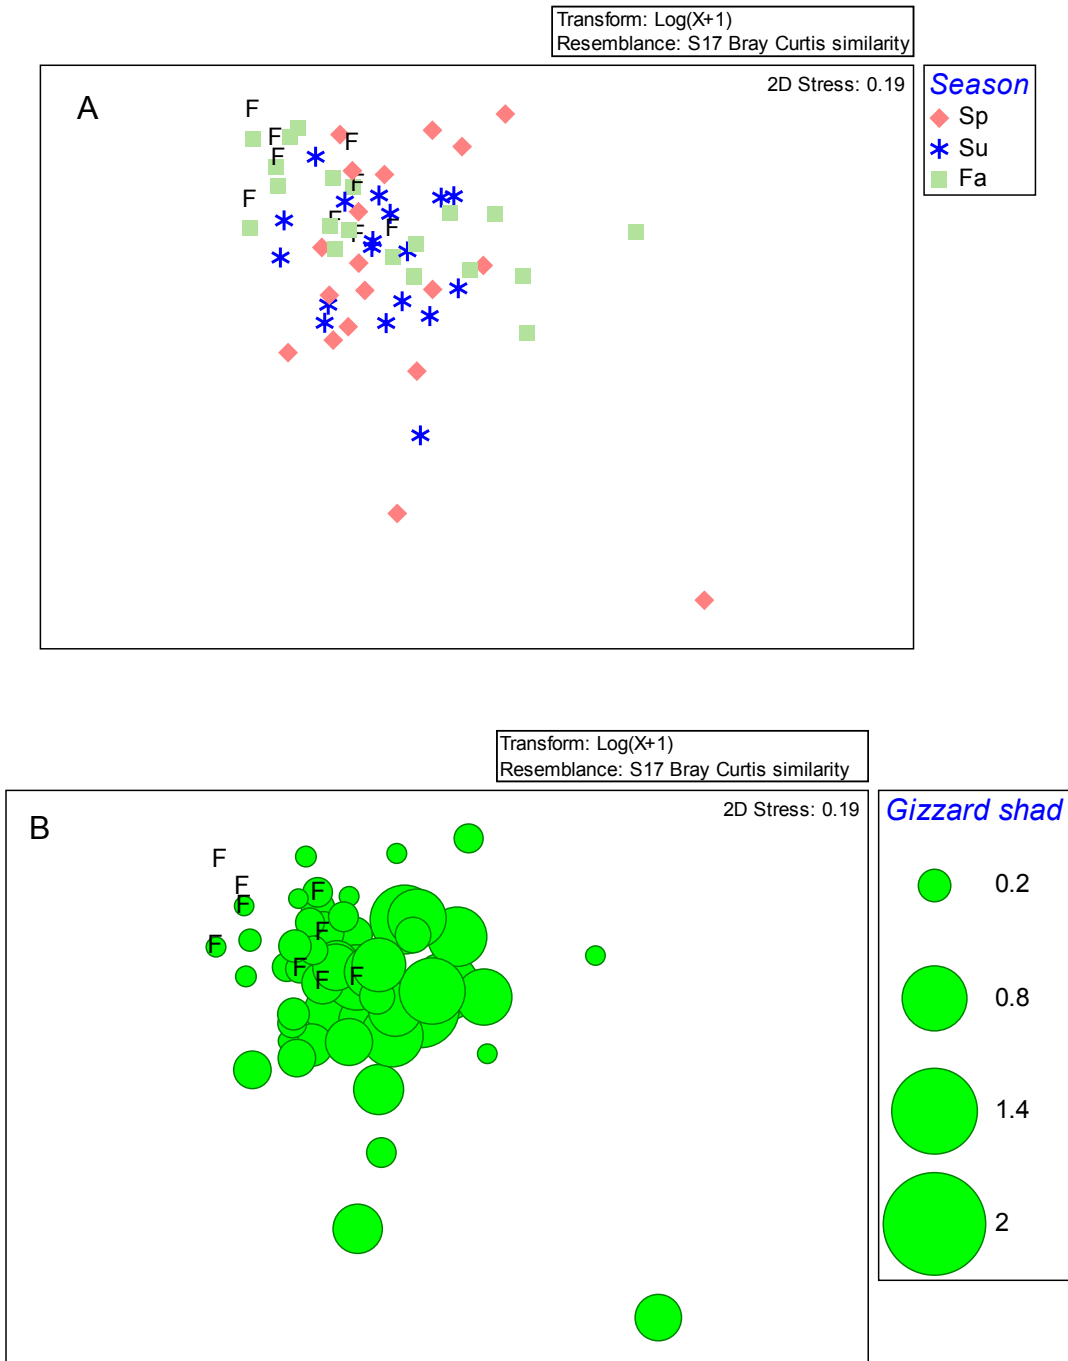 Transform: Log(X+1)
Resemblance: S17 Bray Curtis similarity
A
2D Stress: 0.19
Season
Sp
Su
Fa
F
F
F
F
F
F
F
F
F
Transform: Log(X+1)
Resemblance: S17 Bray Curtis similarity
B
2D Stress: 0.19
Gizzard shad
0.2
0.8
1.4
2
F
F
F
F
F
F
F
F
F